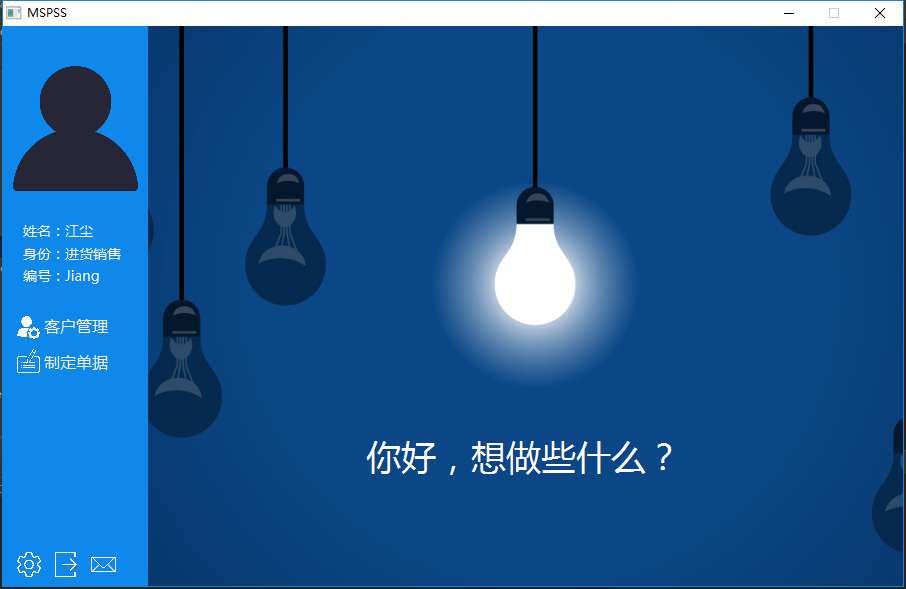 MSPSS
姓名：江尘
身份：进货销售
编号：Jiang
客户管理
制定单据
你好，想做些什么？